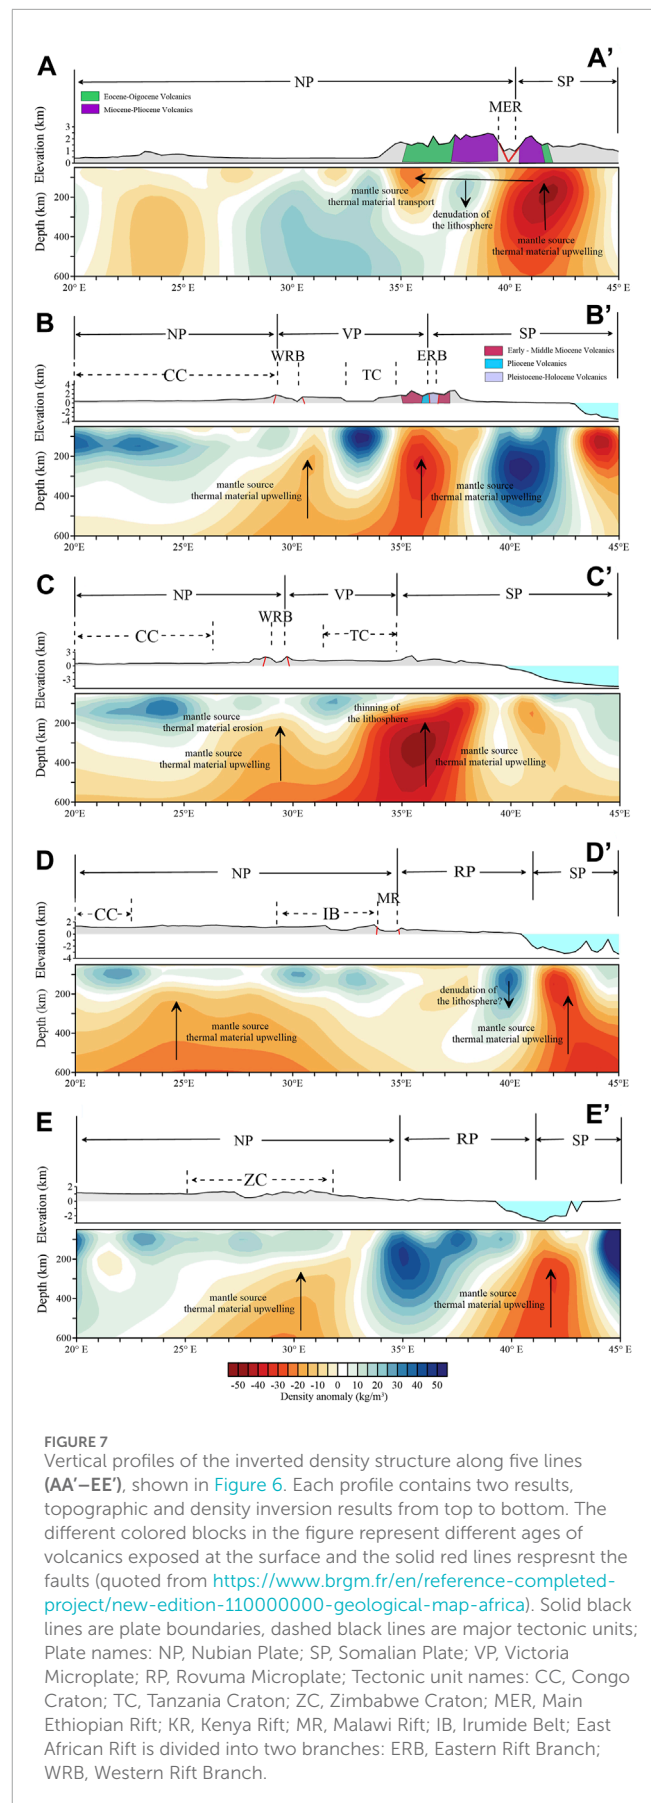 A
A’
NP
SP
MER
Eocene-Oigocene Volcanics
Miocene-Pliocene Volcanics
Elevation (km)
3
2
1
0
Depth (km)
200
400
600
mantle source
thermal material transport
denudation of
the lithosphere
mantle source
thermal material upwelling
20°E
25°E
30°E
35°E
40°E
45°E
B
B’
NP
VP
SP
WRB
ERB
CC
TC
Early - Middle Miocene Volcanics
Pliocene Volcanics
Pleistocene-Holocene Volcanics
Elevation (km)
4
2
0
-2
-4
Depth (km)
200
400
600
mantle source
thermal material upwelling
mantle source
thermal material upwelling
20°E
25°E
30°E
35°E
40°E
45°E
C
C’
NP
VP
SP
WRB
CC
TC
Elevation (km)
3
0
-3
Depth (km)
200
400
600
mantle source
thermal material erosion
thinning of
the lithosphere
mantle source
thermal material upwelling
mantle source
thermal material upwelling
20°E
25°E
30°E
35°E
40°E
45°E
D
D’
NP
RP
SP
MR
CC
IB
Elevation (km)
2
0
-2
-4
Depth (km)
200
400
600
denudation of
the lithosphere?
mantle source
thermal material upwelling
mantle source
thermal material upwelling
20°E
25°E
30°E
35°E
40°E
45°E
E
E’
NP
RP
SP
ZC
Elevation (km)
2
0
-2
Depth (km)
200
400
600
mantle source
thermal material upwelling
mantle source
thermal material upwelling
20° E
25°E
30°E
35°E
40°E
45°E
-50 -40 -30 -20 -10 0 10 20 30 40 50
Density anomaly (kg/m³)
FIGURE 7
Vertical profiles of the inverted density structure along five lines
(AA’–EE’), shown in Figure 6. Each profile contains two results,
topographic and density inversion results from top to bottom. The
different colored blocks in the figure represent different ages of
volcanics exposed at the surface and the solid red lines respresnt the
faults (quoted from https://www.brgm.fr/en/reference-completed-
project/new-edition-110000000-geological-map-africa). Solid black
lines are plate boundaries, dashed black lines are major tectonic units;
Plate names: NP, Nubian Plate; SP, Somalian Plate; VP, Victoria
Microplate; RP, Rovuma Microplate; Tectonic unit names: CC, Congo
Craton; TC, Tanzania Craton; ZC, Zimbabwe Craton; MER, Main
Ethiopian Rift; KR, Kenya Rift; MR, Malawi Rift; IB, Irumide Belt; East
African Rift is divided into two branches: ERB, Eastern Rift Branch;
WRB, Western Rift Branch.